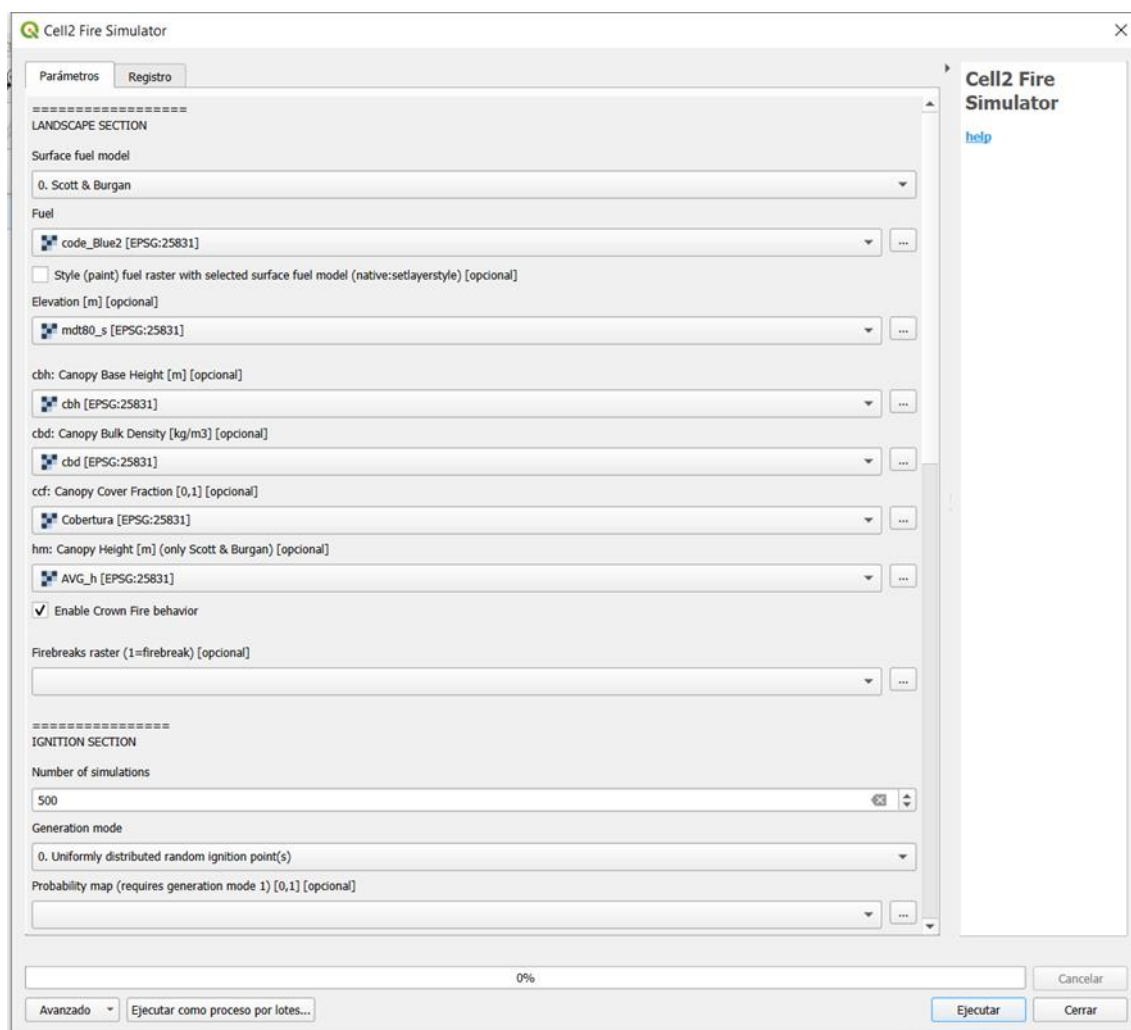 Cell2 Fire Simulator
Parámetros
Registro
==================
LANDSCAPE SECTION
Surface fuel model
0. Scott & Burgan
Fuel
code_Blue2 [EPSG:25831]
...
Style (paint) fuel raster with selected surface fuel model (native:setlayerstyle) [opcional]
Elevation [m] [opcional]
mdt80_s [EPSG:25831]
...
cbh: Canopy Base Height [m] [opcional]
cbh [EPSG:25831]
...
cbd: Canopy Bulk Density [kg/m3] [opcional]
cbd [EPSG:25831]
...
ccf: Canopy Cover Fraction [0,1] [opcional]
Cobertura [EPSG:25831]
...
hm: Canopy Height [m] (only Scott & Burgan) [opcional]
AVG_h [EPSG:25831]
...
Enable Crown Fire behavior
Firebreaks raster (1=firebreak) [opcional]
...
================
IGNITION SECTION
Number of simulations
500
Generation mode
0. Uniformly distributed random ignition point(s)
Probability map (requires generation mode 1) [0,1] [opcional]
...
Cell2 Fire
Simulator
help
0%
Cancelar
Avanzado
Ejecutar como proceso por lotes...
Ejecutar
Cerrar